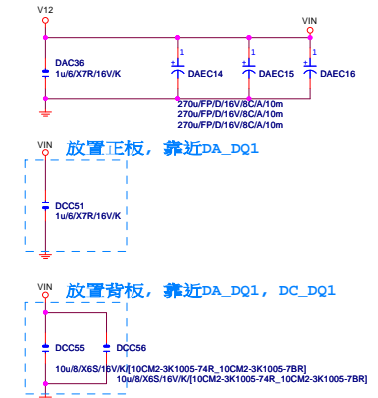 V12
VIN
DAC36
1u/6/X7R/16V/K
1
1
1
+
+
+
DAEC14
DAEC15
DAEC16
270u/FP/D/16V/8C/A/10m
270u/FP/D/16V/8C/A/10m
270u/FP/D/16V/8C/A/10m
VIN
放置正板, 靠近DA_DQ1
DCC51
1u/6/X7R/16V/K
VIN
放置背板, 靠近DA_DQ1, DC_DQ1
DCC55
DCC56
10u/8/X6S/16V/K/[10CM2-3K1005-74R_10CM2-3K1005-7BR]
10u/8/X6S/16V/K/[10CM2-3K1005-74R_10CM2-3K1005-7BR]